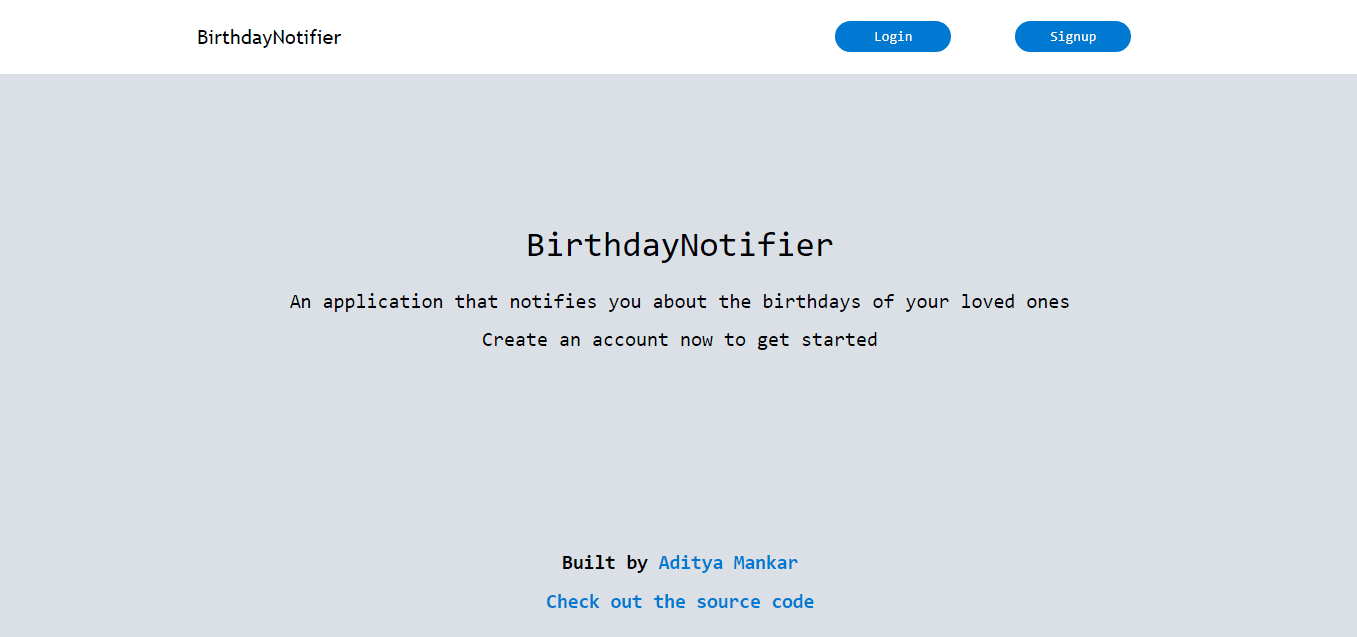 BirthdayNotifier
Login
Signup
BirthdayNotifier
An application that notifies you about the birthdays of your loved ones
Create an account now to get started
Built by Aditya Mankar
Check out the source code